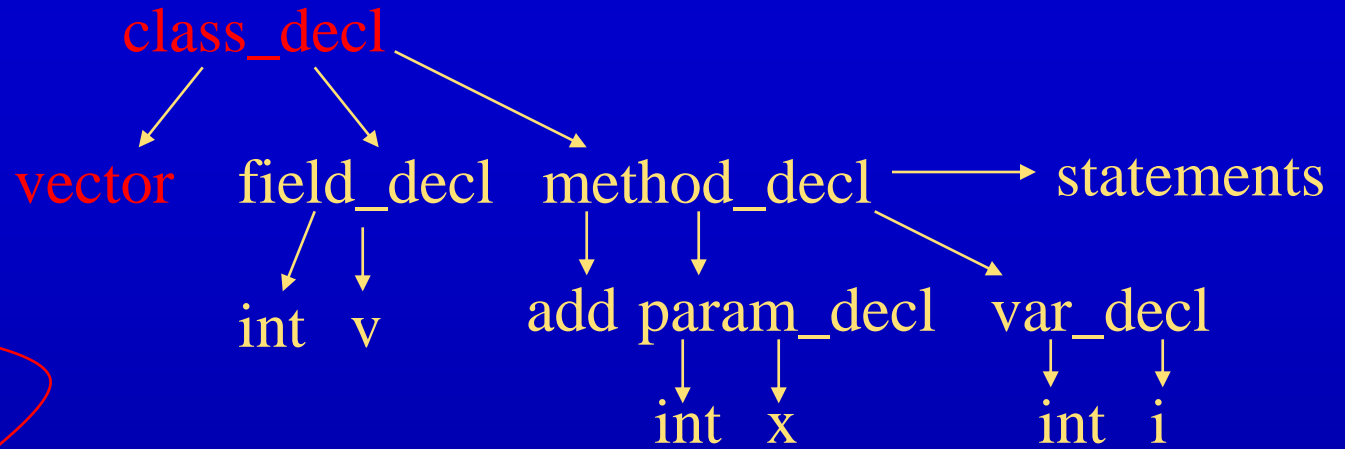 class_decl
vector field_decl method_decl statements
int v add param_decl var_decl
int x int i